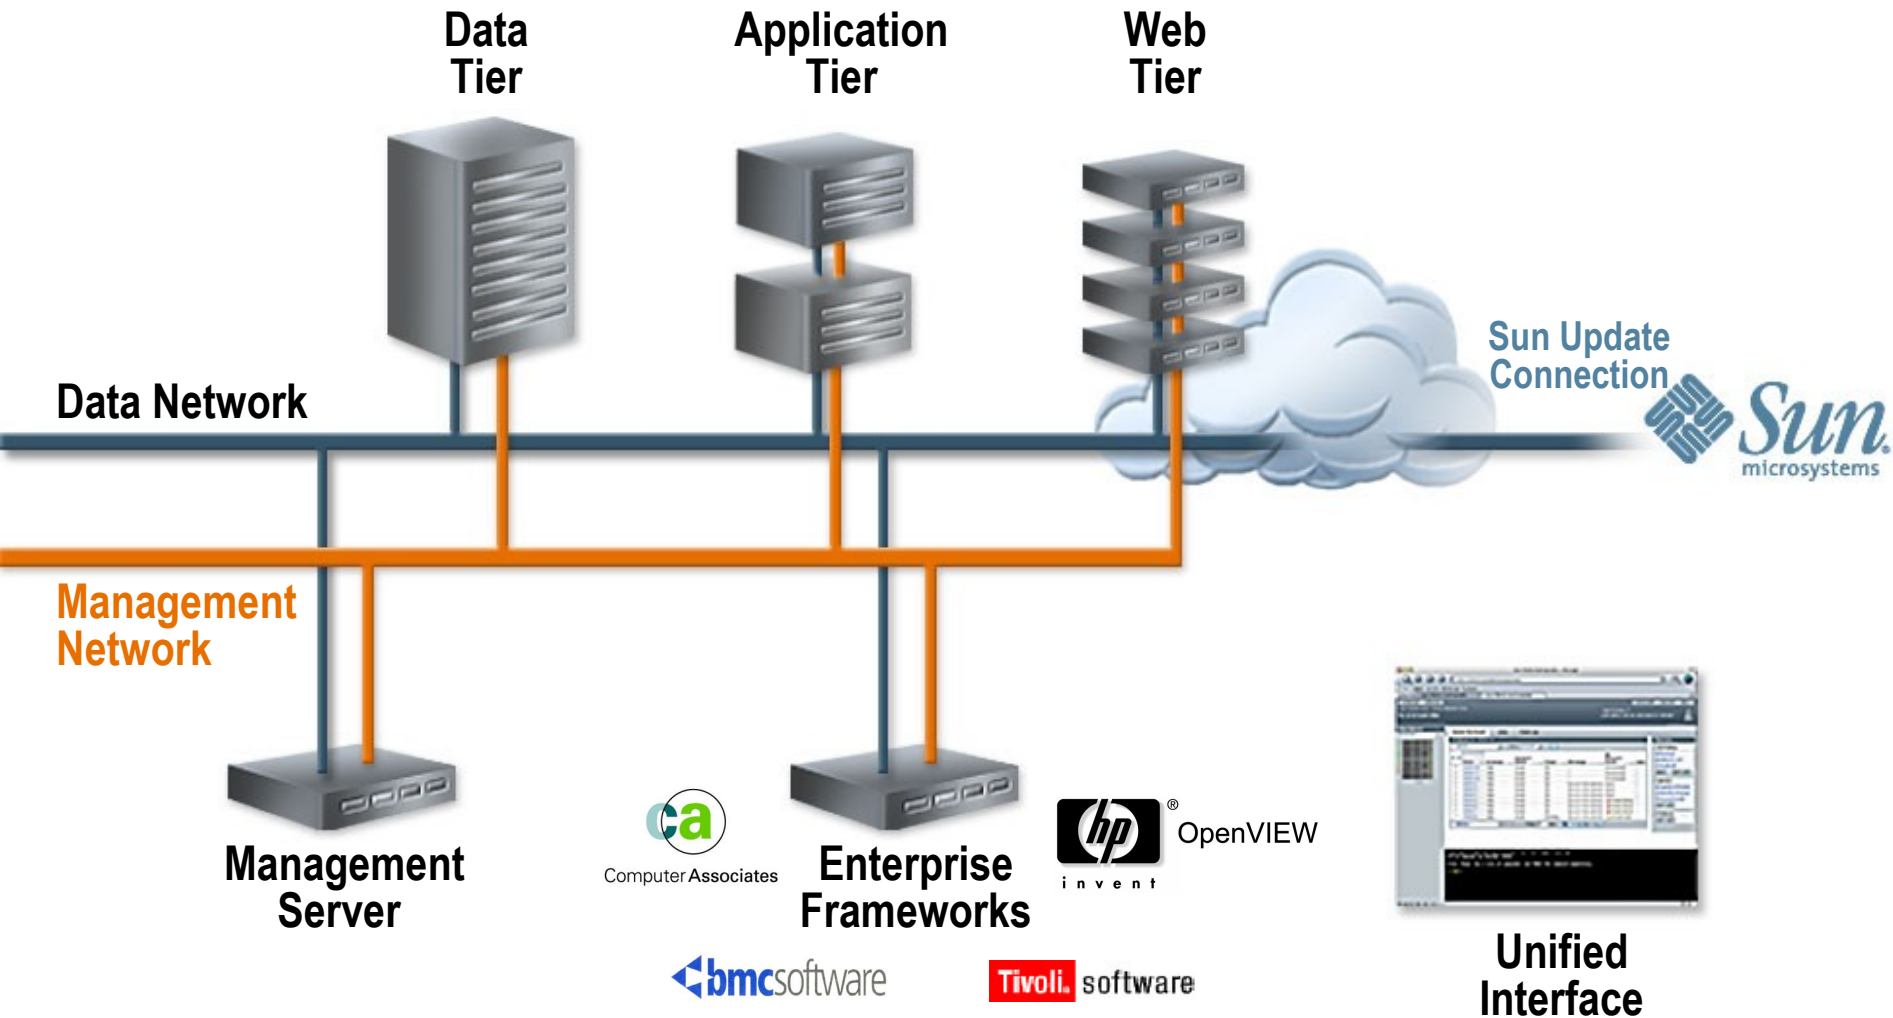 Data
Tier
Application
Tier
Web
Tier
Sun Update
Connection
Sun
microsystems
Data Network
Management
Network
Management
Server
ca
Computer Associates
Enterprise
Frameworks
hp
®
OpenVIEW
invent
bmcsoftware
Tivoli. software
Unified
Interface